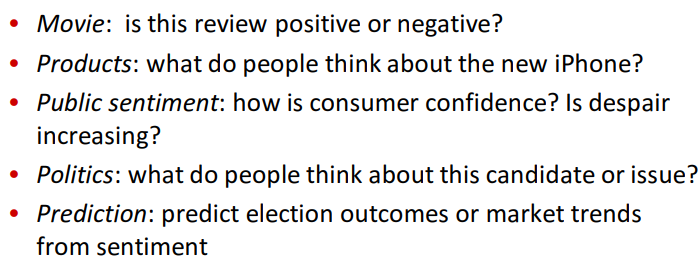 • Movie: is this review positive or negative?
• Products: what do people think about the new iPhone?
• Public sentiment: how is consumer confidence? Is despair
increasing?
• Politics: what do people think about this candidate or issue?
• Prediction: predict election outcomes or market trends
from sentiment